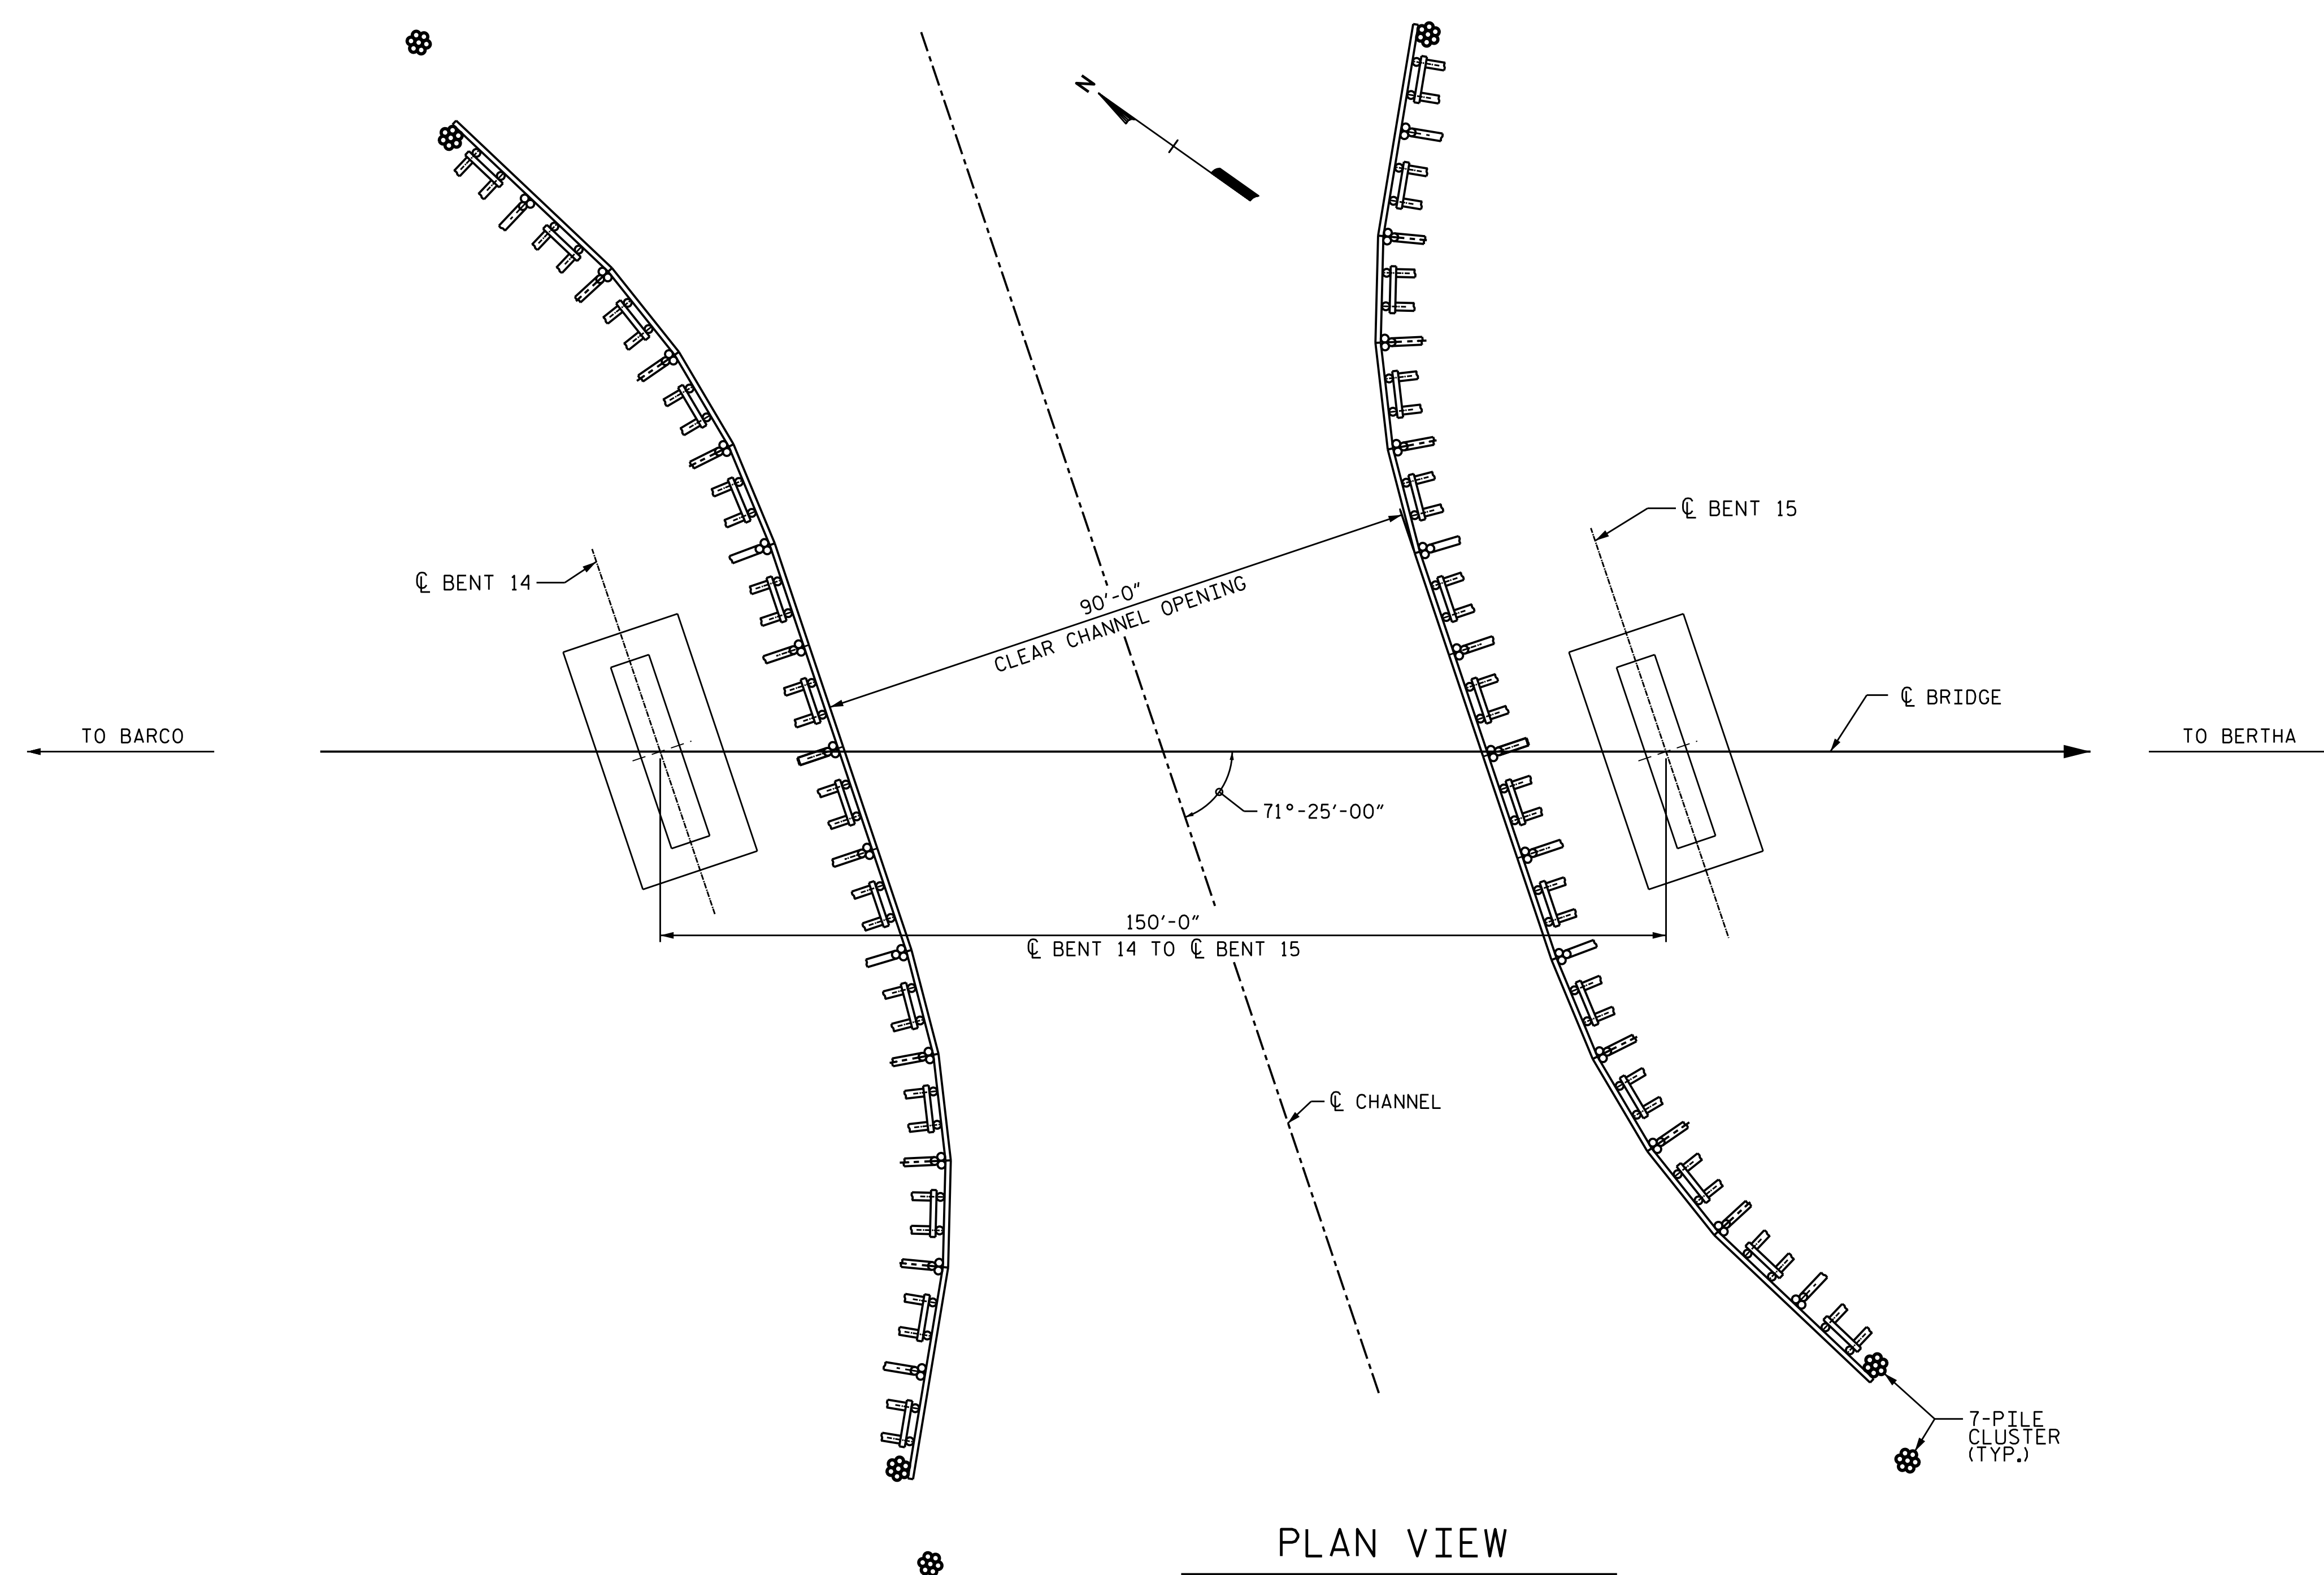 N
℄ BENT 15
℄ BENT 14
90'-0"
CLEAR CHANNEL OPENING
℄ BRIDGE
TO BARCO
TO BERTHA
71°-25'-00"
150'-0"
℄ BENT 14 TO ℄ BENT 15
℄ CHANNEL
7-PILE
CLUSTER
(TYP.)
PLAN VIEW